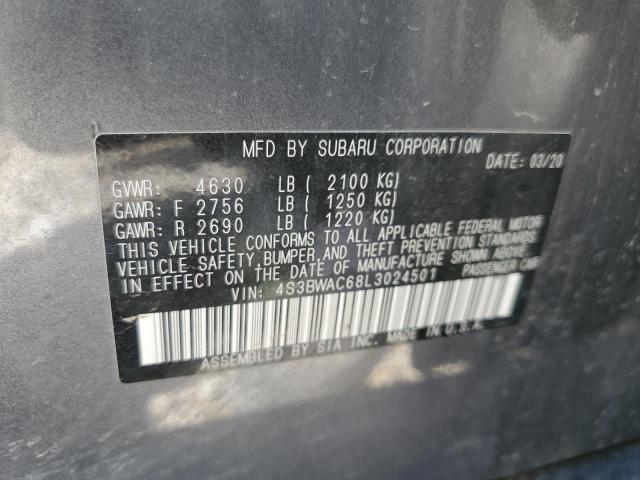 MFD BY SUBARU CORPORATION
DATE: 03/20
GVWR: 4630 LB ( 2100 KG)
GAWR: F 2756 LB ( 1250 KG)
GAWR: R 2690 LB ( 1220 KG)
THIS VEHICLE CONFORMS TO ALL APPLICABLE FEDERAL MOTOR
VEHICLE SAFETY, BUMPER, AND THEFT PREVENTION STANDARDS
IN EFFECT ON THE DATE OF MANUFACTURE SHOWN ABOVE.
VIN: 4S3BWAC68L3024501 PASSENGER CAR
ASSEMBLED BY SIA INC. MADE IN U.S.A.